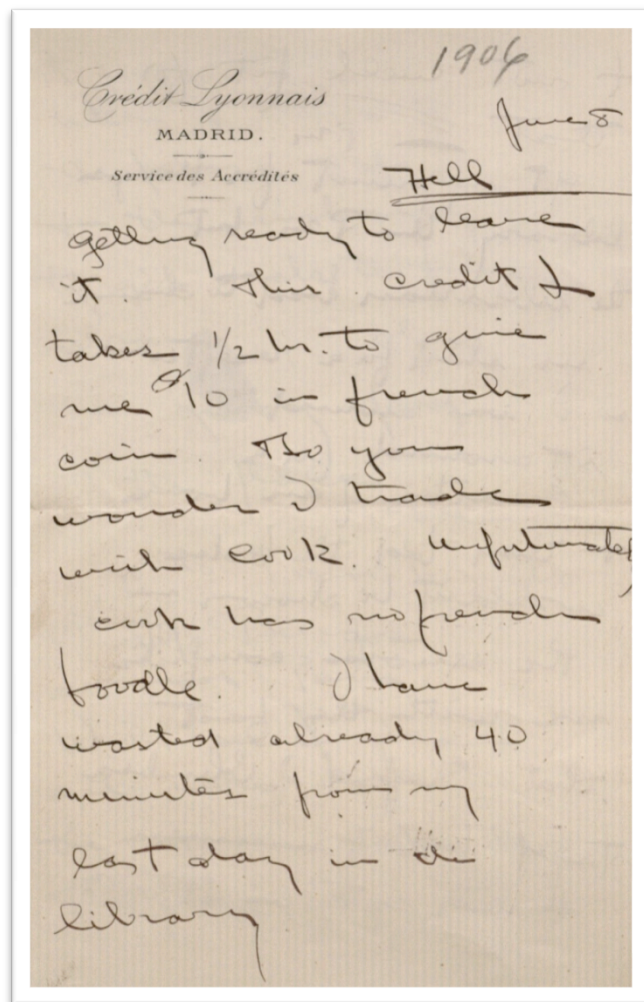 1906
Crédit Lyonnais
MADRID.
Service des Accrédités
June 8
Hell
getting ready to leave
it. This credit L
takes 1/2 hr. to give
me £10 in french
coin. Do you
wonder I trade
with Cook. Unfortunately
Cook has no french
boodle. I have
wasted already 40
minutes from my
last day in the
library